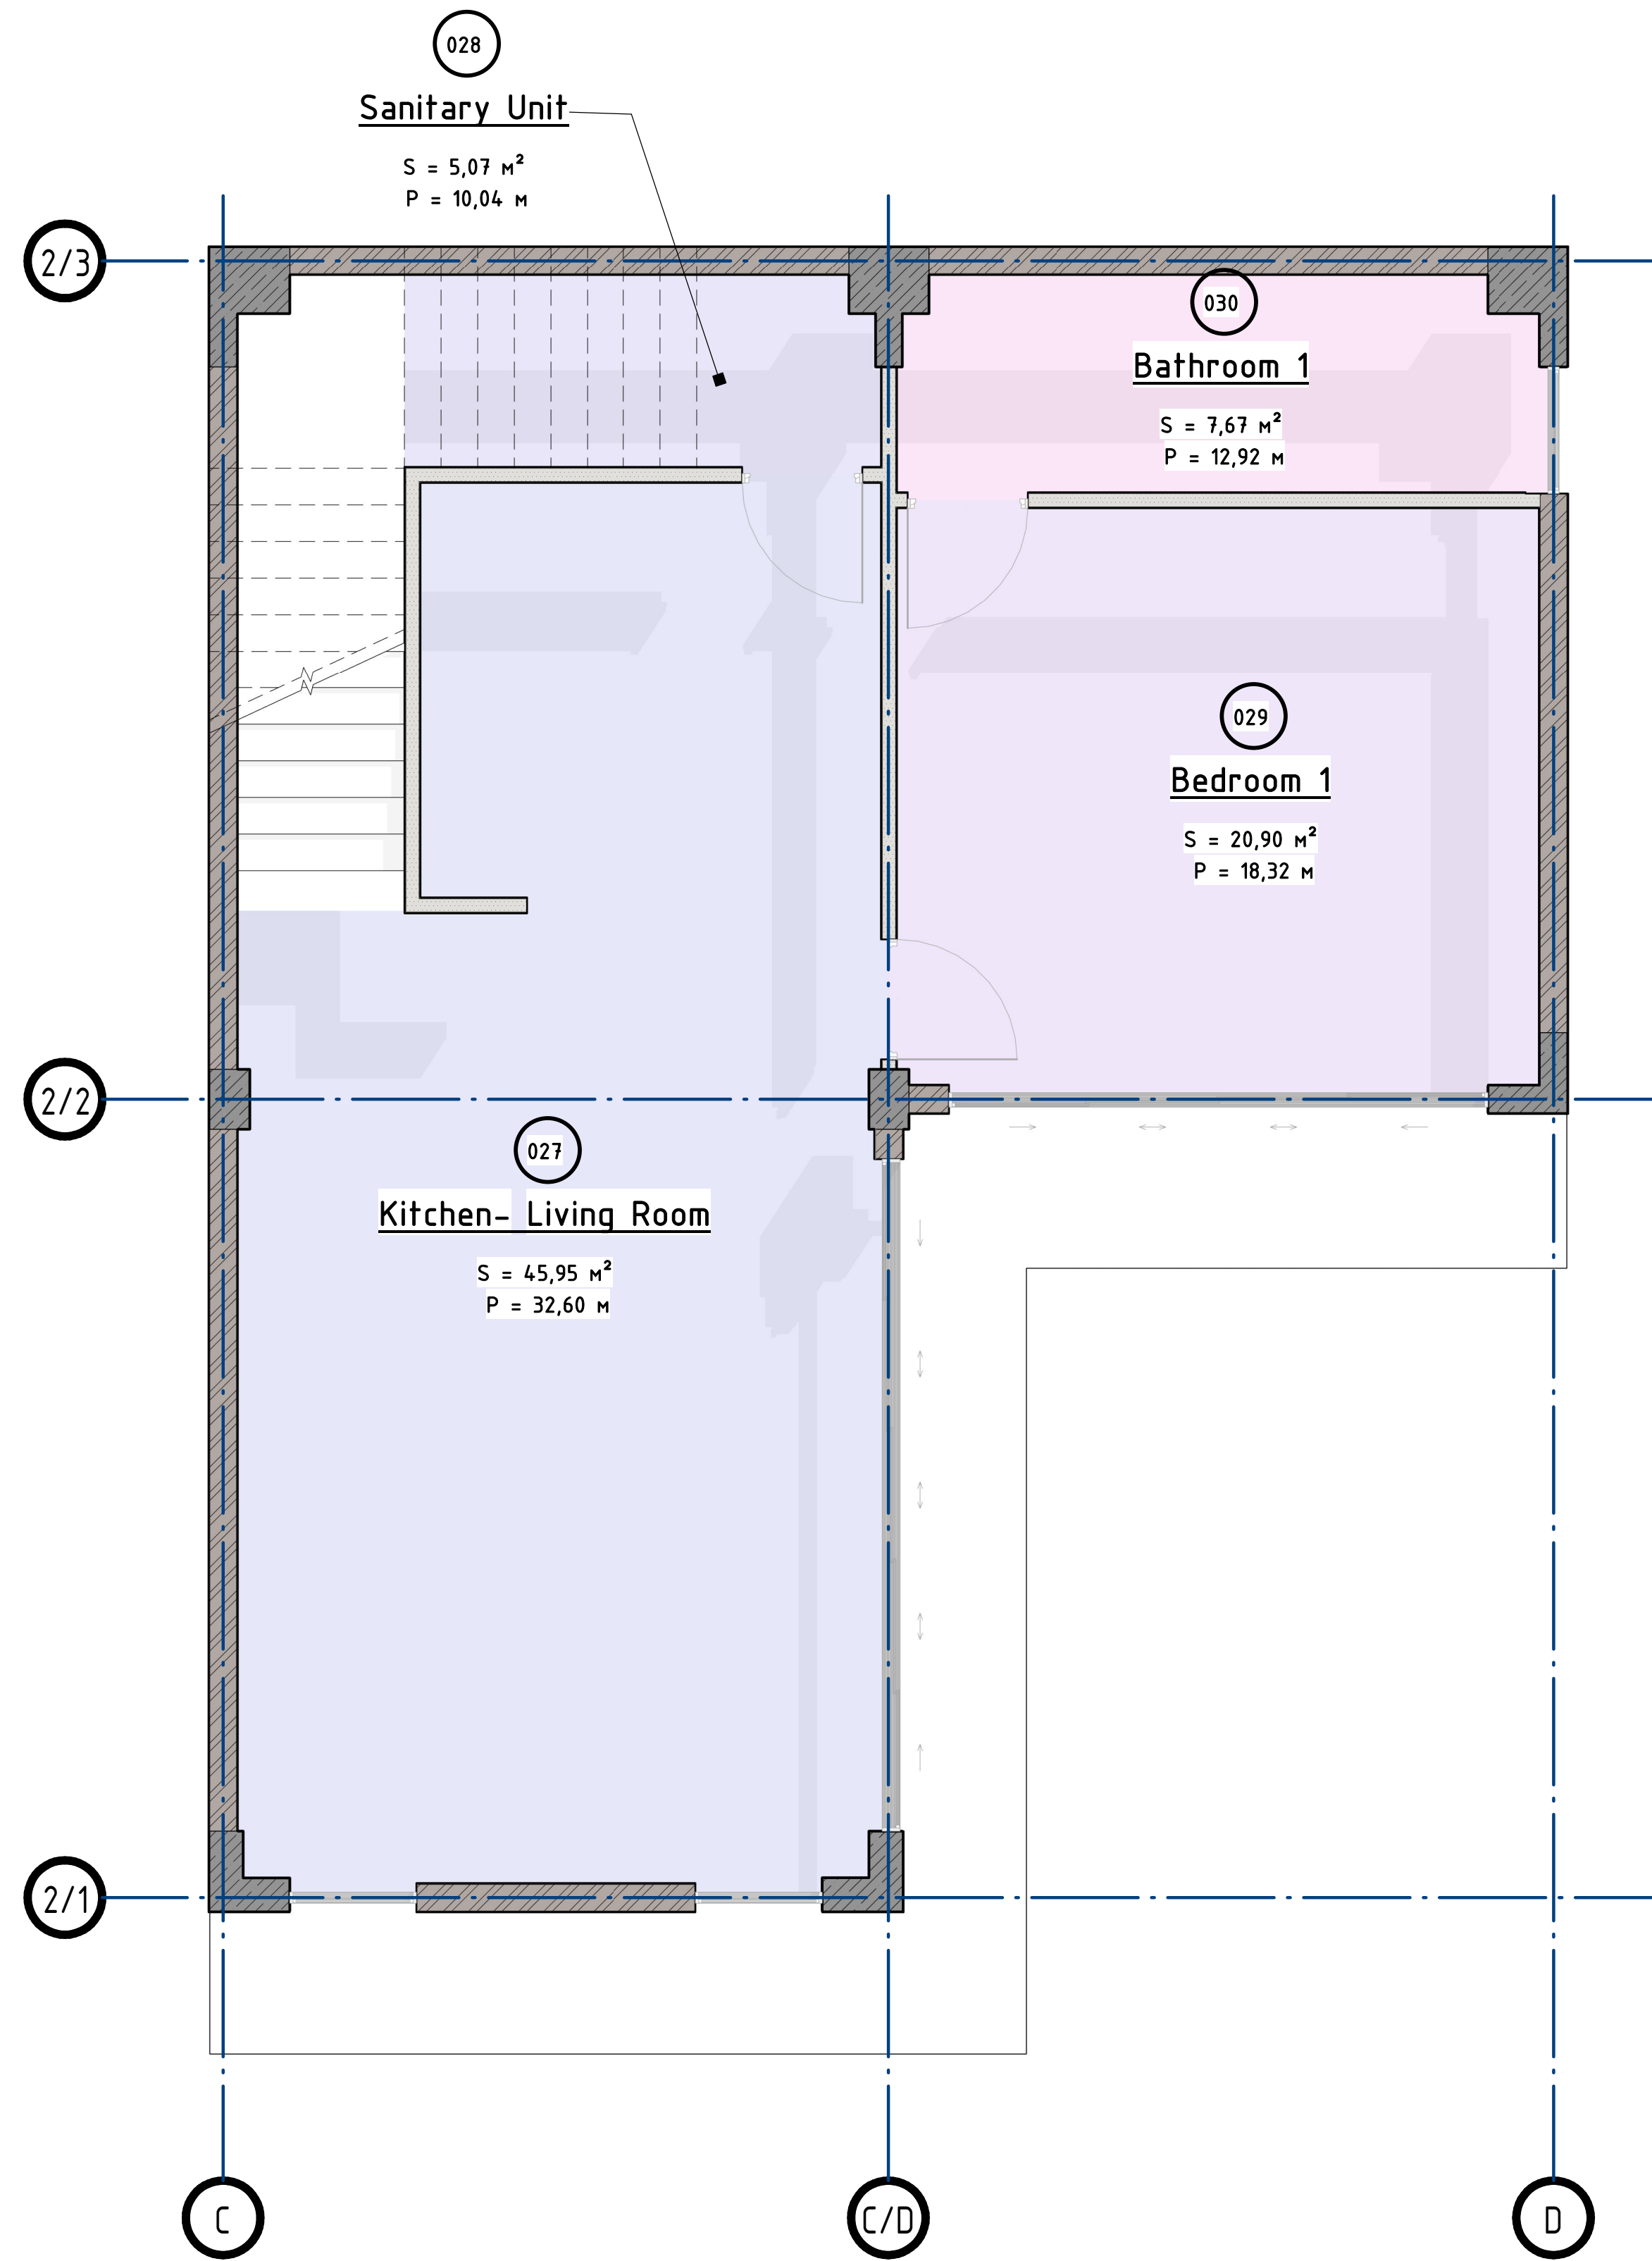 028
Sanitary Unit
S = 5,07 м²
P = 10,04 м
2/3
030
Bathroom 1
S = 7,67 м²
P = 12,92 м
029
Bedroom 1
S = 20,90 м²
P = 18,32 м
2/2
027
Kitchen- Living Room
S = 45,95 м²
P = 32,60 м
2/1
C
C/D
D